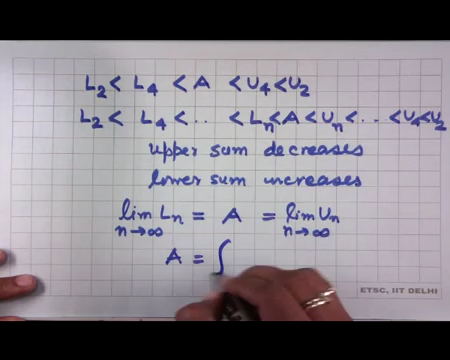 L₂ < L₄ < A < U₄ < U₂
L₂ < L₄ < .. < Lₙ < A < Uₙ < .. < U₄ < U₂
upper sum decreases
lower sum increases
lim Lₙ = A = lim Uₙ
n→∞ n→∞
A = ∫
ETSC, IIT DELHI